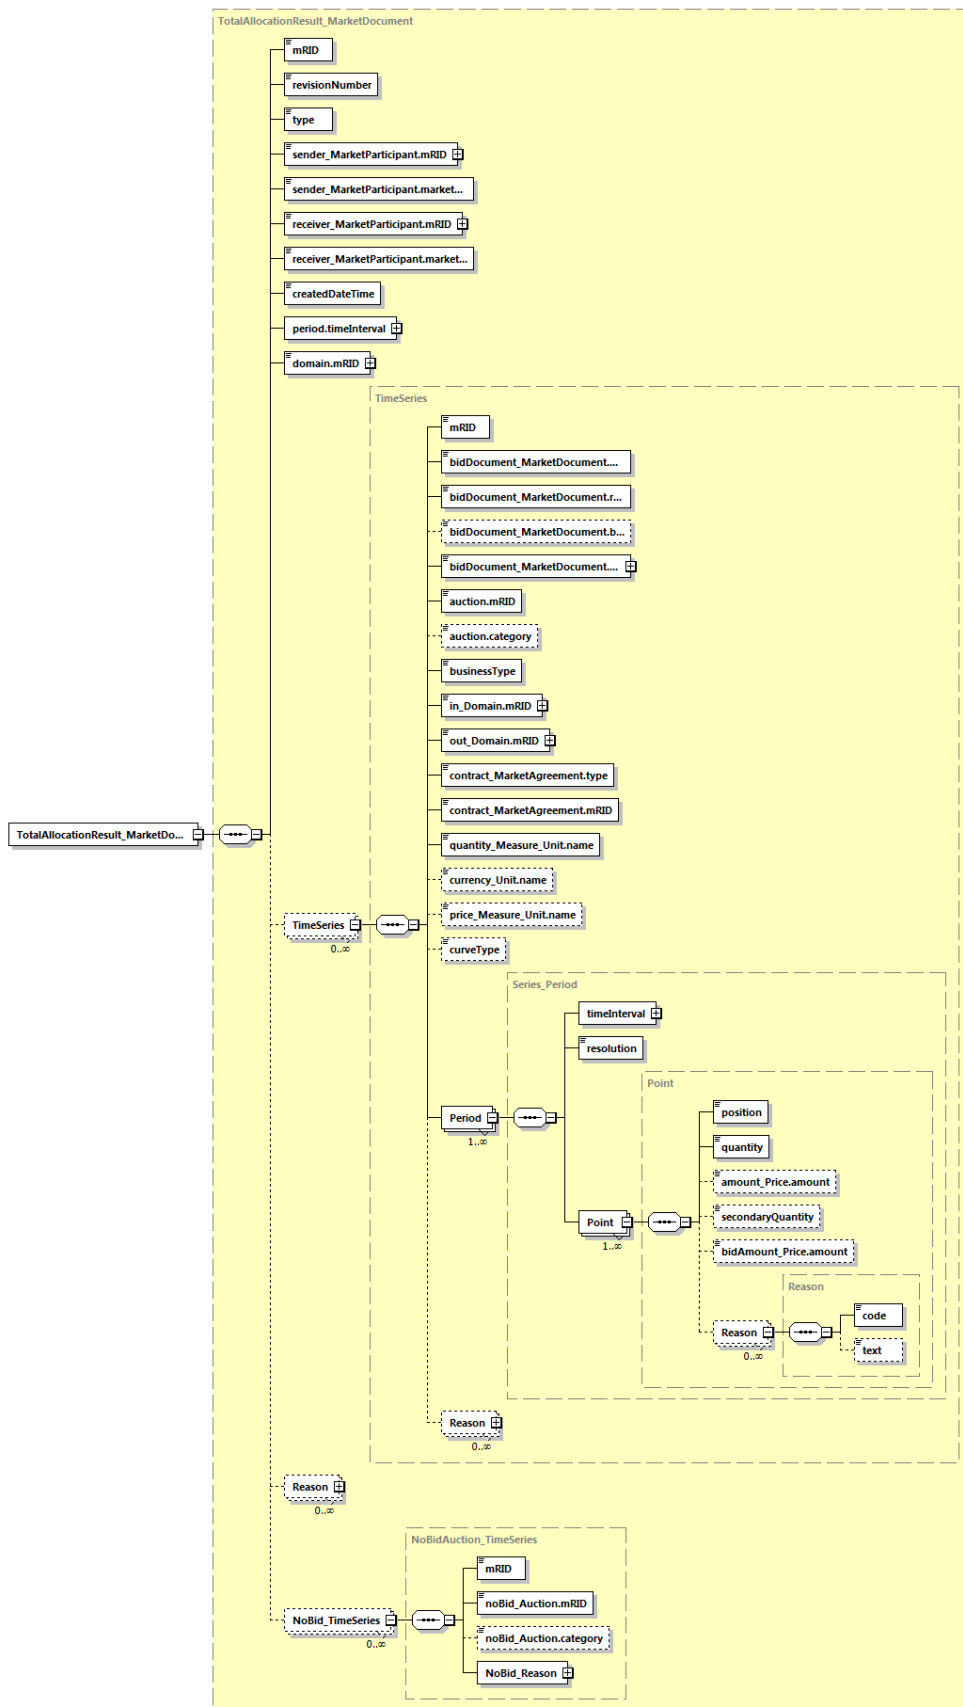 TotalAllocationResult_MarketDocument
mRID
revisionNumber
type
sender_MarketParticipant.mRID
sender_MarketParticipant.market...
receiver_MarketParticipant.mRID
receiver_MarketParticipant.market...
createdDateTime
period.timeInterval
domain.mRID
TimeSeries
mRID
bidDocument_MarketDocument....
bidDocument_MarketDocument.r...
bidDocument_MarketDocument.b...
bidDocument_MarketDocument....
auction.mRID
auction.category
businessType
in_Domain.mRID
out_Domain.mRID
contract_MarketAgreement.type
contract_MarketAgreement.mRID
TotalAllocationResult_MarketDo...
quantity_Measure_Unit.name
currency_Unit.name
price_Measure_Unit.name
TimeSeries
0..∞
curveType
Series_Period
timeInterval
resolution
Point
Period
1..∞
position
quantity
amount_Price.amount
secondaryQuantity
Point
1..∞
bidAmount_Price.amount
Reason
code
Reason
0..∞
text
Reason
0..∞
Reason
0..∞
NoBidAuction_TimeSeries
mRID
noBid_Auction.mRID
NoBid_TimeSeries
0..∞
noBid_Auction.category
NoBid_Reason